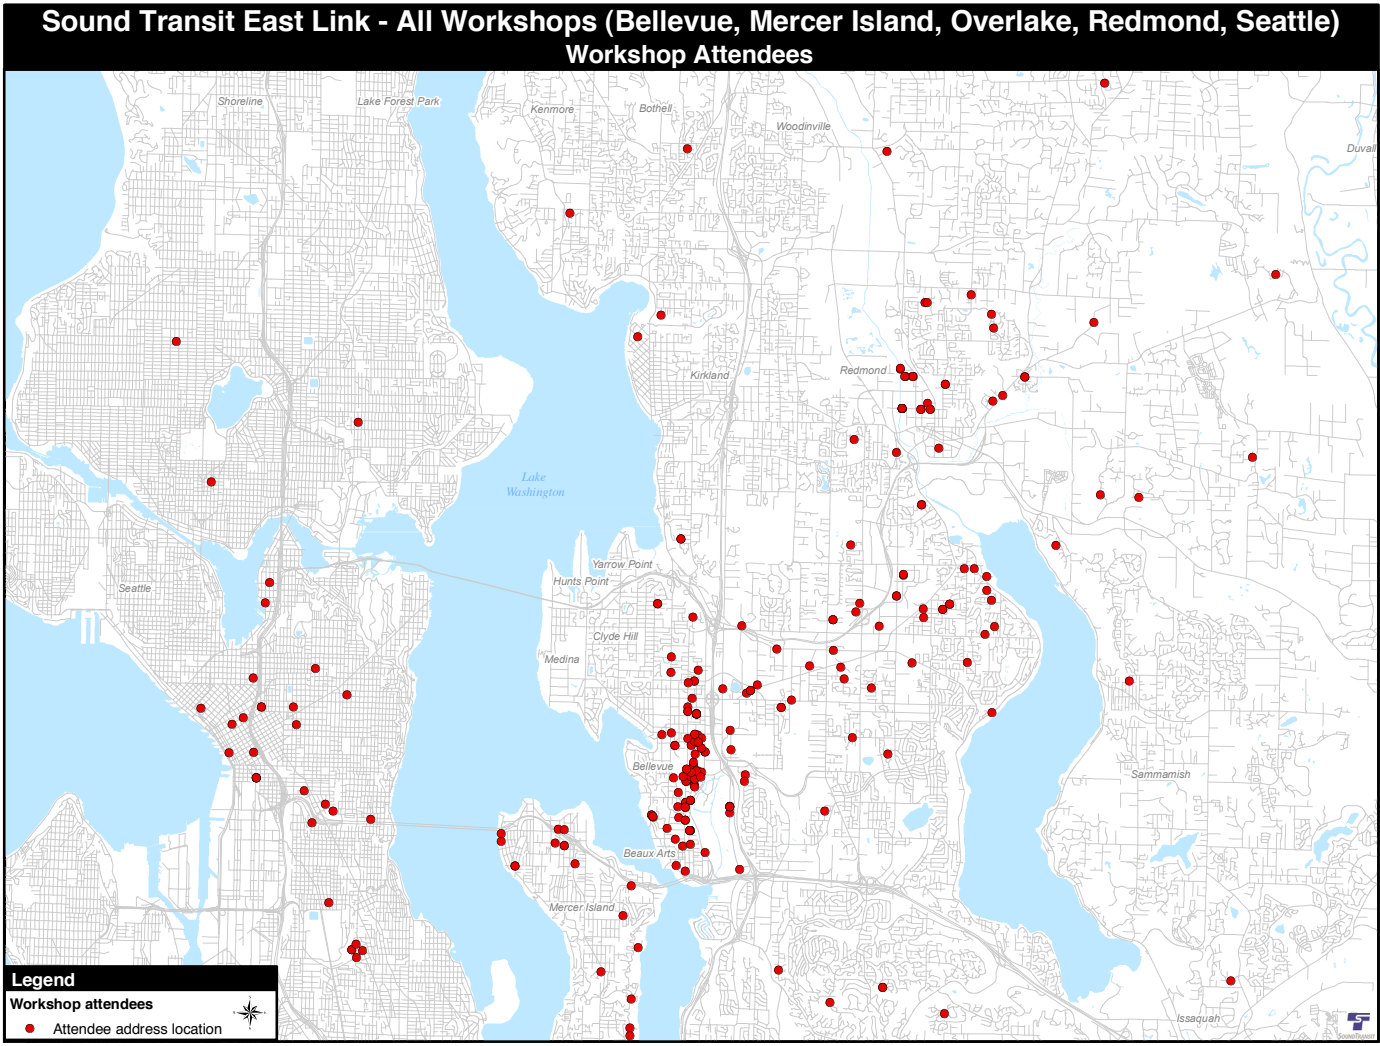 Sound Transit East Link - All Workshops (Bellevue, Mercer Island, Overlake, Redmond, Seattle)
Workshop Attendees
Shoreline
Lake Forest Park
Kenmore
Bothell
Woodinville
Duvall
Kirkland
Redmond
Lake
Washington
Yarrow Point
Hunts Point
Seattle
Clyde Hill
Medina
Bellevue
Sammamish
Beaux Arts
Mercer Island
Issaquah
Legend
Workshop attendees
Attendee address location
SOUNDTRANSIT